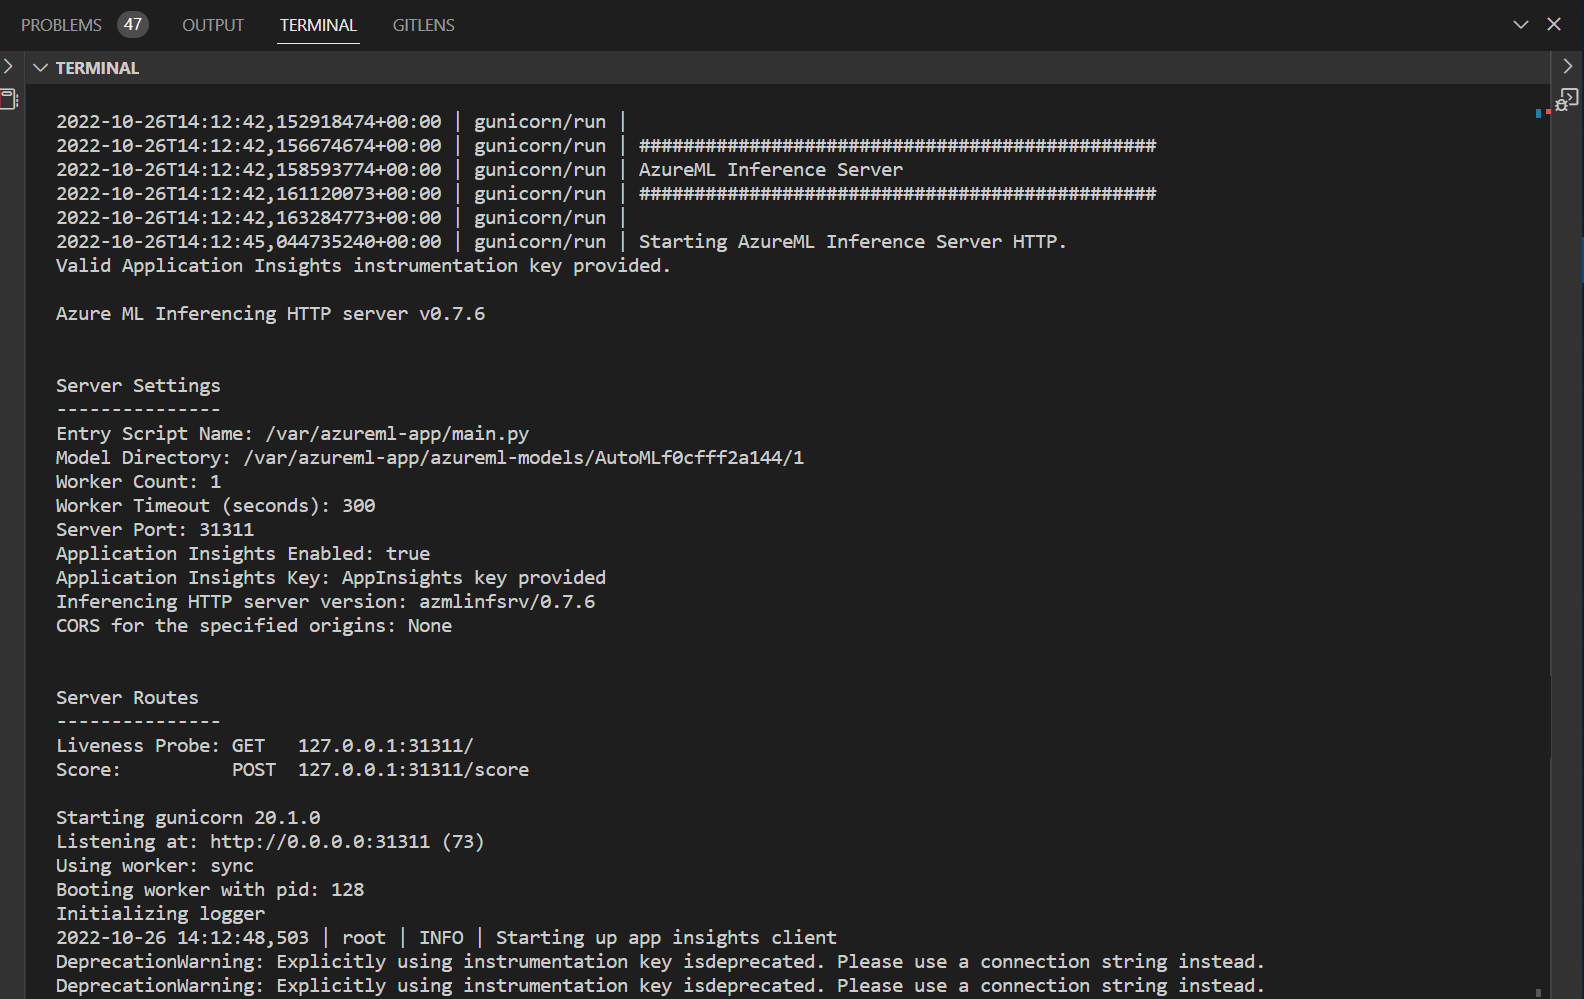 PROBLEMS 47 OUTPUT TERMINAL GITLENS
TERMINAL
2022-10-26T14:12:42,152918474+00:00 | gunicorn/run |
2022-10-26T14:12:42,156674674+00:00 | gunicorn/run | ###############################################
2022-10-26T14:12:42,158593774+00:00 | gunicorn/run | AzureML Inference Server
2022-10-26T14:12:42,161120073+00:00 | gunicorn/run | ###############################################
2022-10-26T14:12:42,163284773+00:00 | gunicorn/run |
2022-10-26T14:12:45,044735240+00:00 | gunicorn/run | Starting AzureML Inference Server HTTP.
Valid Application Insights instrumentation key provided.
Azure ML Inferencing HTTP server v0.7.6
Server Settings
---------------
Entry Script Name: /var/azureml-app/main.py
Model Directory: /var/azureml-app/azureml-models/AutoMLf0cfff2a144/1
Worker Count: 1
Worker Timeout (seconds): 300
Server Port: 31311
Application Insights Enabled: true
Application Insights Key: AppInsights key provided
Inferencing HTTP server version: azmlinfsrv/0.7.6
CORS for the specified origins: None
Server Routes
---------------
Liveness Probe: GET   127.0.0.1:31311/
Score:          POST  127.0.0.1:31311/score
Starting gunicorn 20.1.0
Listening at: http://0.0.0.0:31311 (73)
Using worker: sync
Booting worker with pid: 128
Initializing logger
2022-10-26 14:12:48,503 | root | INFO | Starting up app insights client
DeprecationWarning: Explicitly using instrumentation key isdeprecated. Please use a connection string instead.
DeprecationWarning: Explicitly using instrumentation key isdeprecated. Please use a connection string instead.